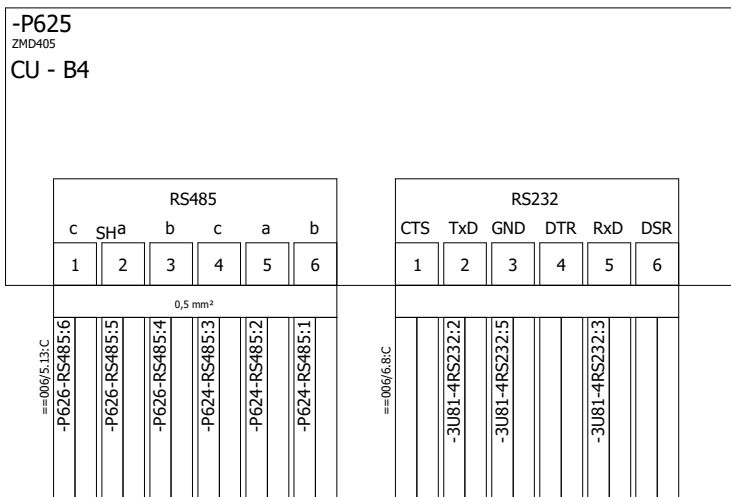 -P625
ZMD405
CU - B4
RS485
c SH a b c a b
1 2 3 4 5 6
0,5 mm²
==006/5.13:C
-P626-RS485:6
-P626-RS485:5
-P626-RS485:4
-P624-RS485:3
-P624-RS485:2
-P624-RS485:1
RS232
CTS TxD GND DTR RxD DSR
1 2 3 4 5 6
==006/6.8:C
-3U81-4RS232:2
-3U81-4RS232:5
-3U81-4RS232:3